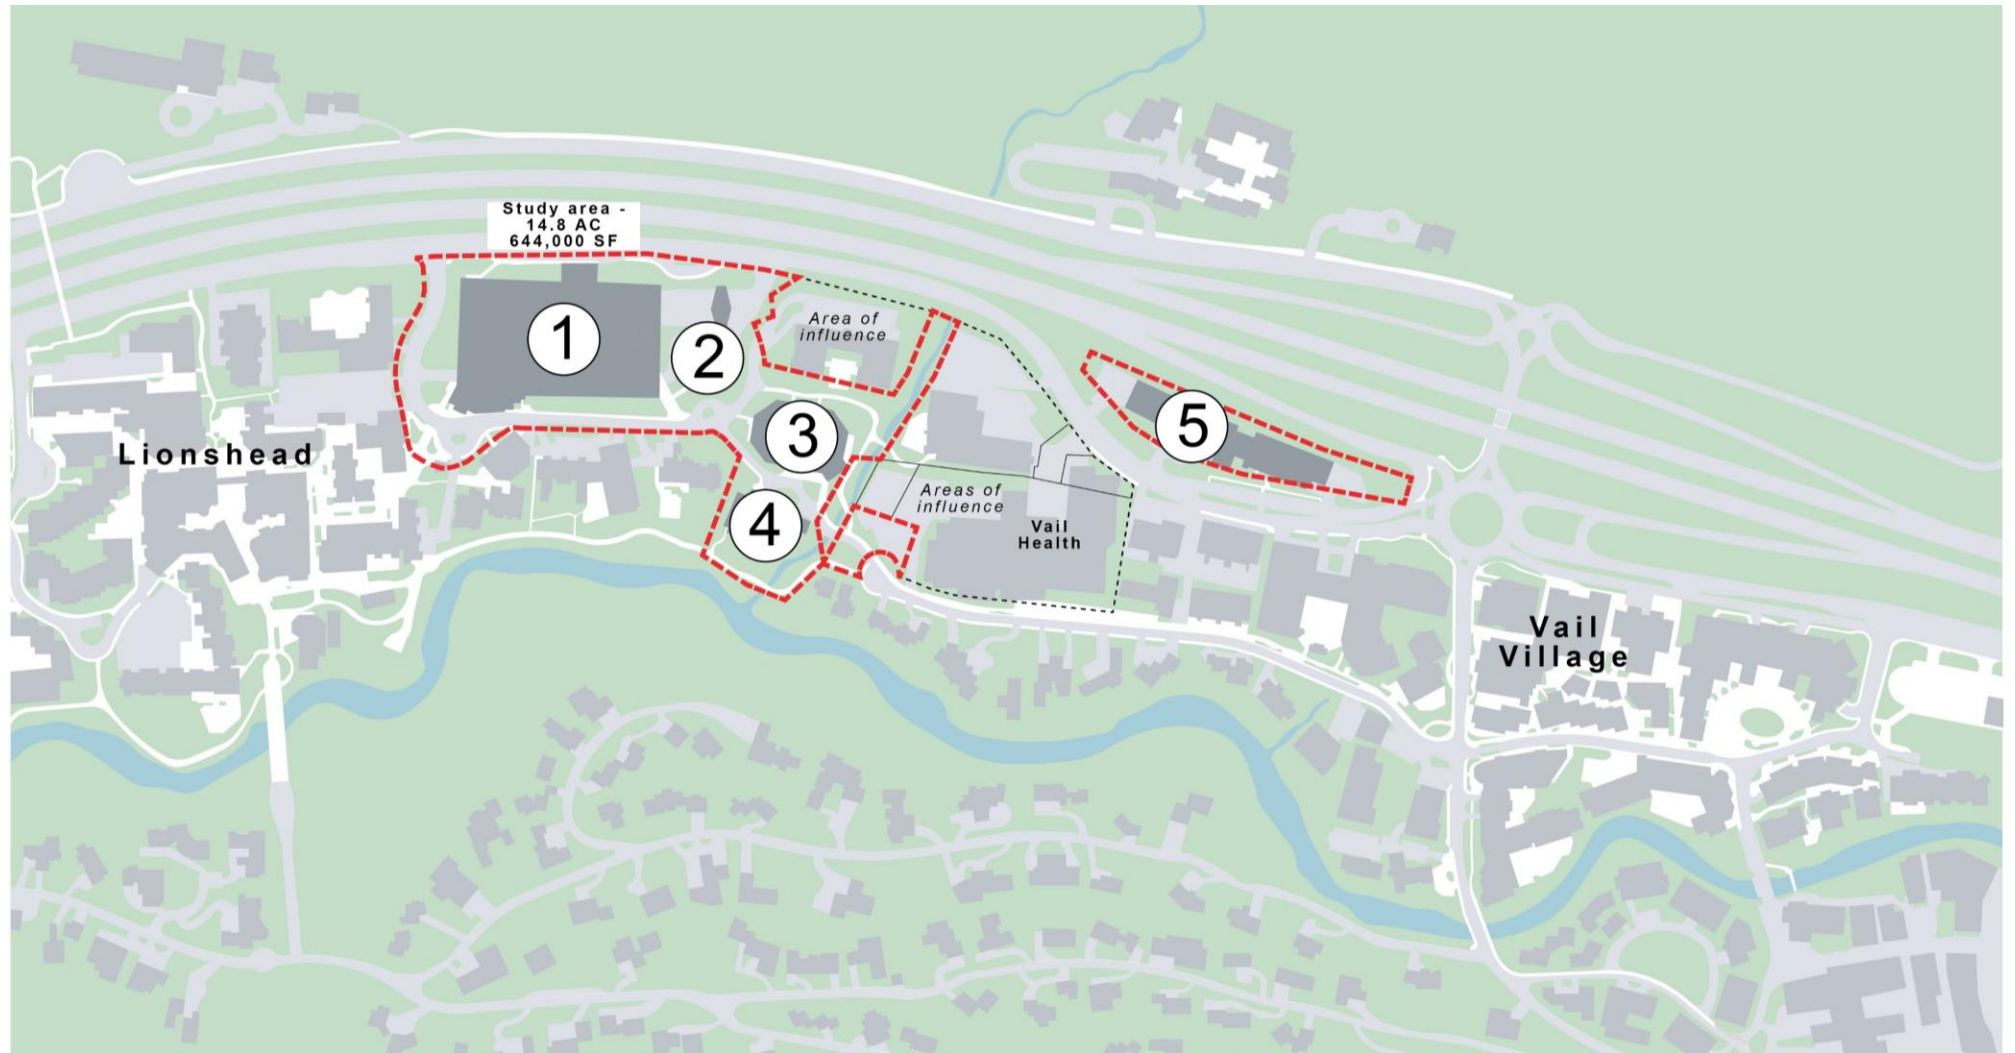 Study area -
14.8 AC
644,000 SF
1
2
Area of
influence
3
5
Lionshead
4
Areas of
influence
Vail
Health
Vail
Village